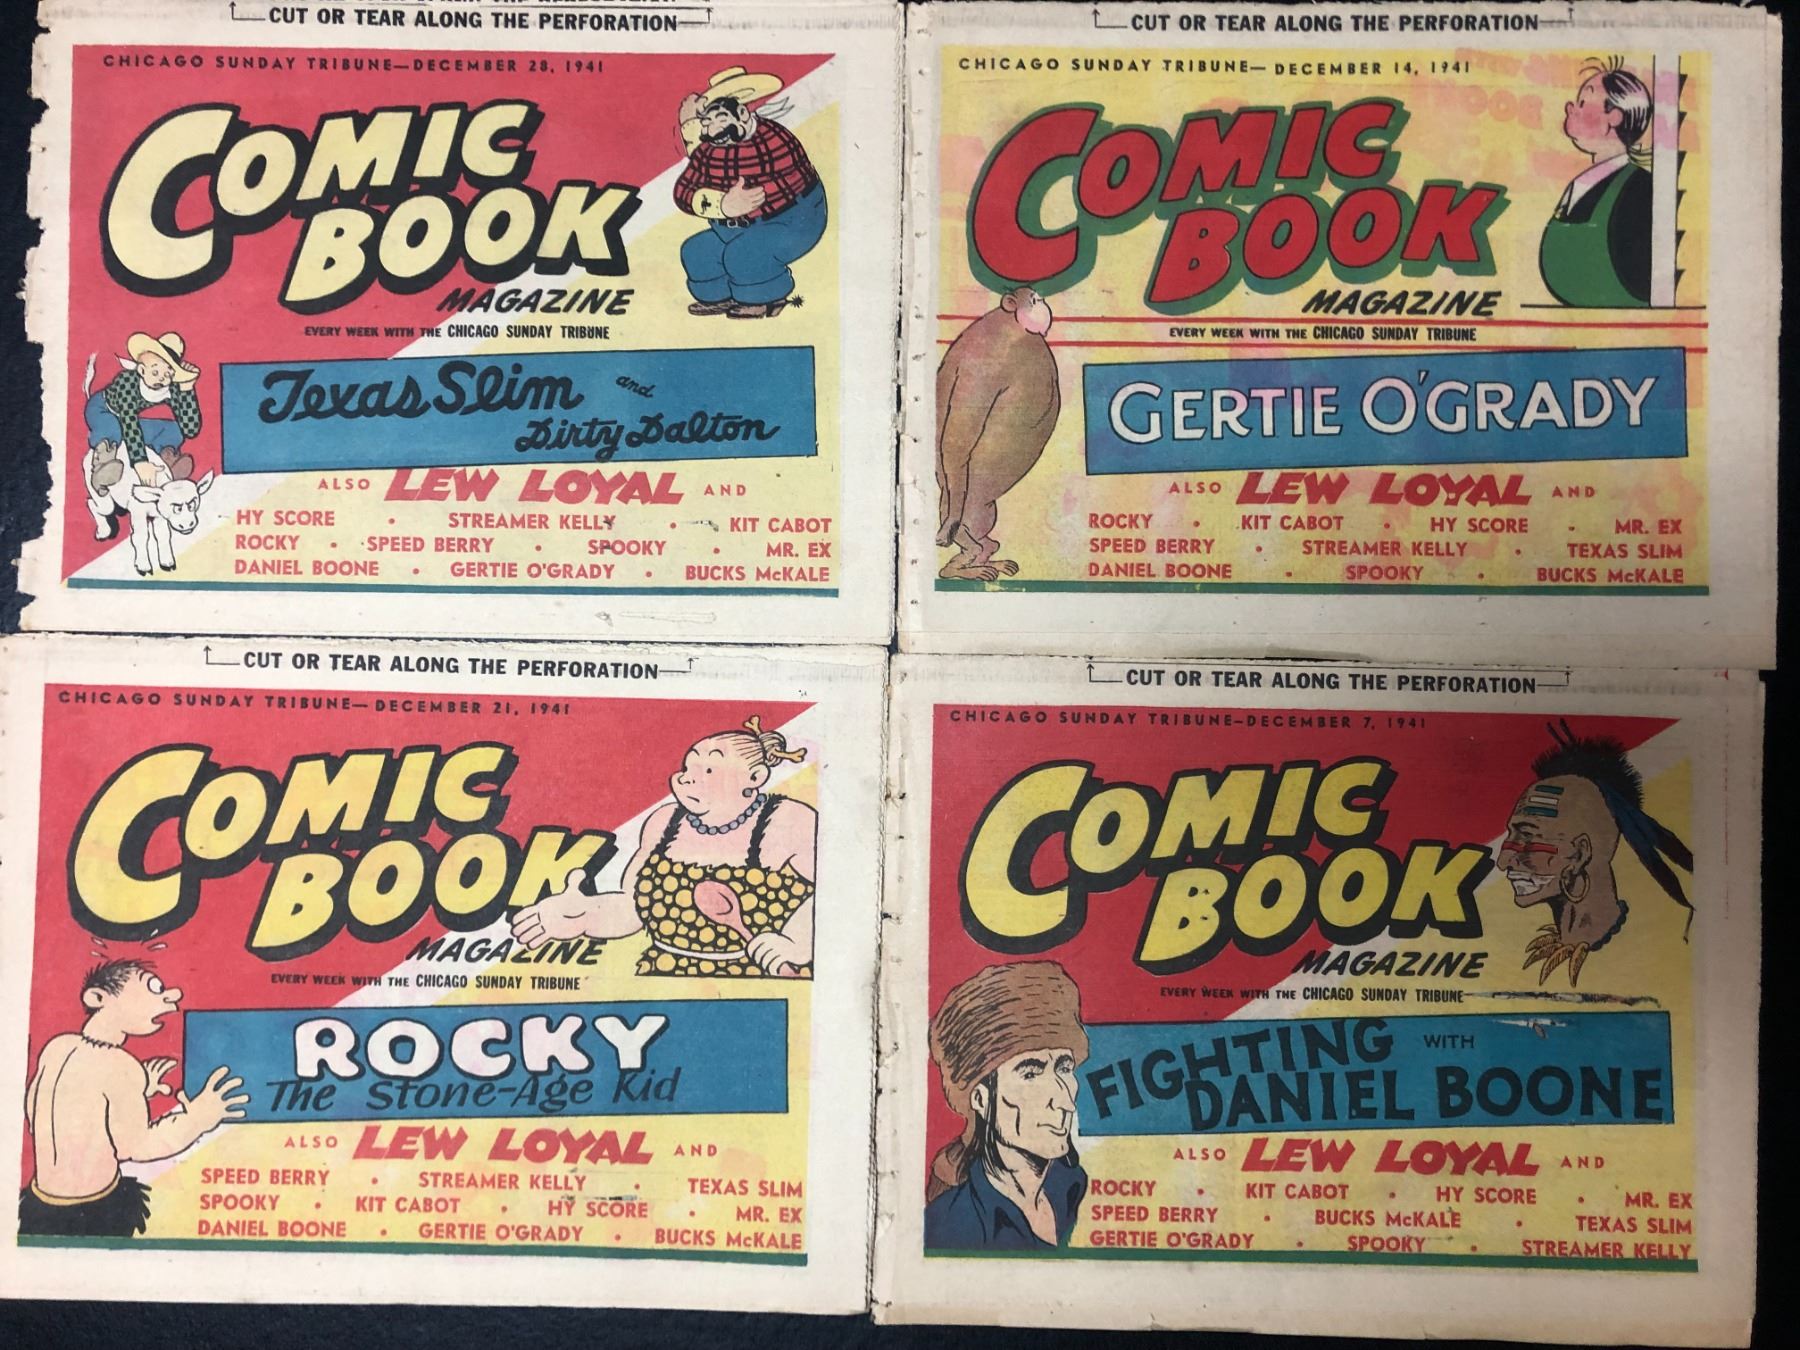 CUT OR TEAR ALONG THE PERFORATION
CHICAGO SUNDAY TRIBUNE—DECEMBER 28, 1941
COMIC
BOOK
MAGAZINE
EVERY WEEK WITH THE CHICAGO SUNDAY TRIBUNE
Texas Slim and
Dirty Dalton
ALSO LEW LOYAL AND
HY SCORE • STREAMER KELLY • KIT CABOT
ROCKY • SPEED BERRY • SPOOKY • MR. EX
DANIEL BOONE • GERTIE O'GRADY • BUCKS McKALE
CUT OR TEAR ALONG THE PERFORATION
CHICAGO SUNDAY TRIBUNE— DECEMBER 14, 1941
COMIC
BOOK
MAGAZINE
EVERY WEEK WITH THE CHICAGO SUNDAY TRIBUNE
GERTIE O'GRADY
ALSO LEW LOYAL AND
ROCKY • KIT CABOT • HY SCORE • MR. EX
SPEED BERRY • STREAMER KELLY • TEXAS SLIM
DANIEL BOONE • SPOOKY • BUCKS McKALE
CUT OR TEAR ALONG THE PERFORATION
CHICAGO SUNDAY TRIBUNE—DECEMBER 21, 1941
COMIC
BOOK
MAGAZINE
EVERY WEEK WITH THE CHICAGO SUNDAY TRIBUNE
ROCKY
The Stone-Age Kid
ALSO LEW LOYAL AND
SPEED BERRY • STREAMER KELLY • TEXAS SLIM
SPOOKY • KIT CABOT • HY SCORE • MR. EX
DANIEL BOONE • GERTIE O'GRADY • BUCKS McKALE
CUT OR TEAR ALONG THE PERFORATION
CHICAGO SUNDAY TRIBUNE—DECEMBER 7, 1941
COMIC
BOOK
MAGAZINE
EVERY WEEK WITH THE CHICAGO SUNDAY TRIBUNE
FIGHTING WITH
DANIEL BOONE
ALSO LEW LOYAL AND
ROCKY • KIT CABOT • HY SCORE • MR. EX
SPEED BERRY • BUCKS McKALE • TEXAS SLIM
GERTIE O'GRADY • SPOOKY • STREAMER KELLY